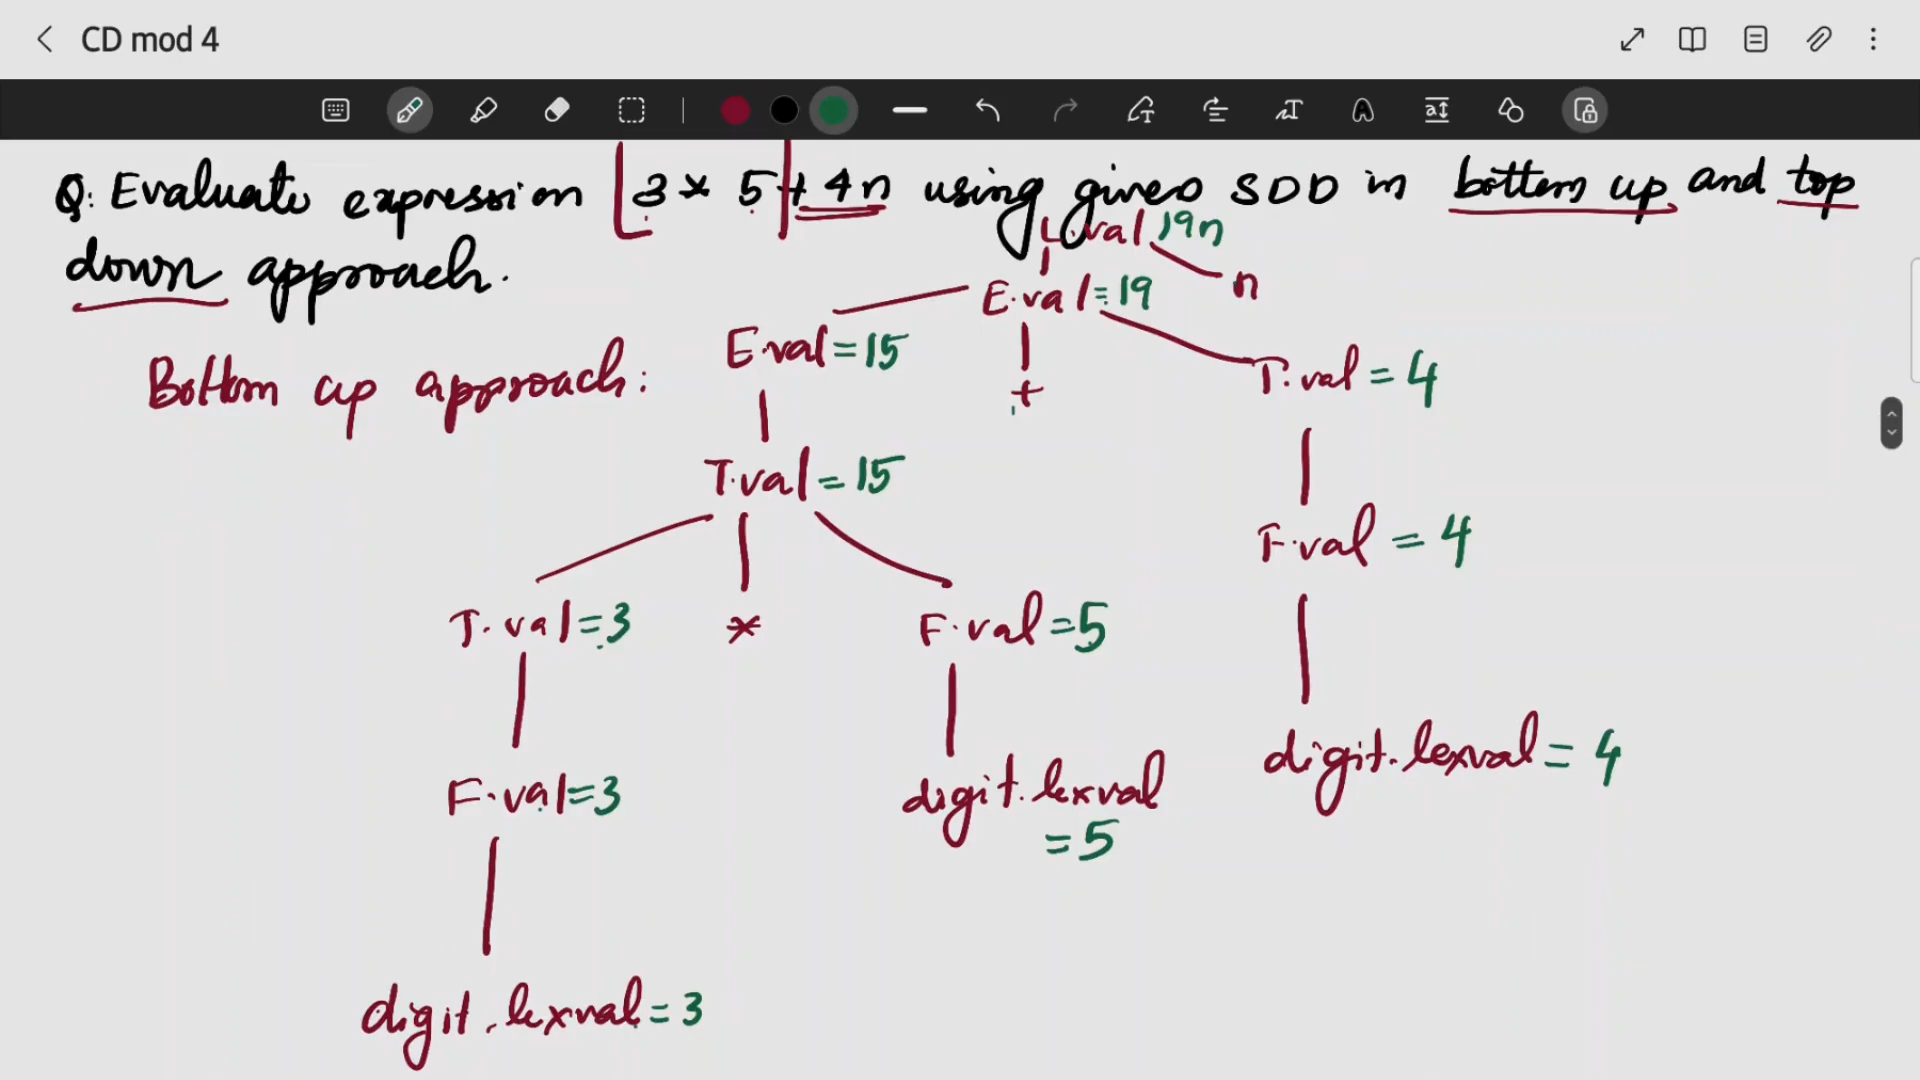 CD mod 4
Q: Evaluate expression 3 * 5 + 4n using given SDD in bottom up and top
down approach.
L.val 19n
E.val = 19 n
Bottom up approach:
E.val = 15 + T.val = 4
T.val = 15
F.val = 4
T.val = 3 * F.val = 5
digit.lexval = 4
F.val = 3 digit.lexval
= 5
digit.lexval = 3